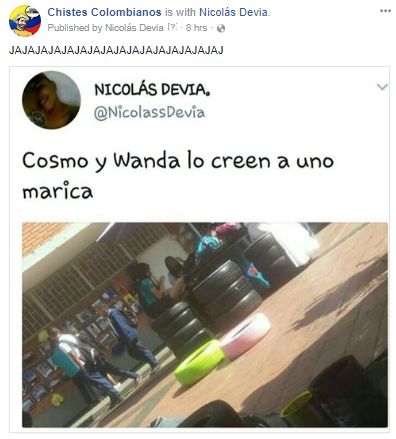 Chistes Colombianos is with Nicolás Devia.
Published by Nicolás Devia [?] · 8 hrs ·
JAJAJAJAJAJAJAJAJAJAJAJAJAJAJAJAJ
NICOLÁS DEVIA.
@NicolassDevia
Cosmo y Wanda lo creen a uno
marica